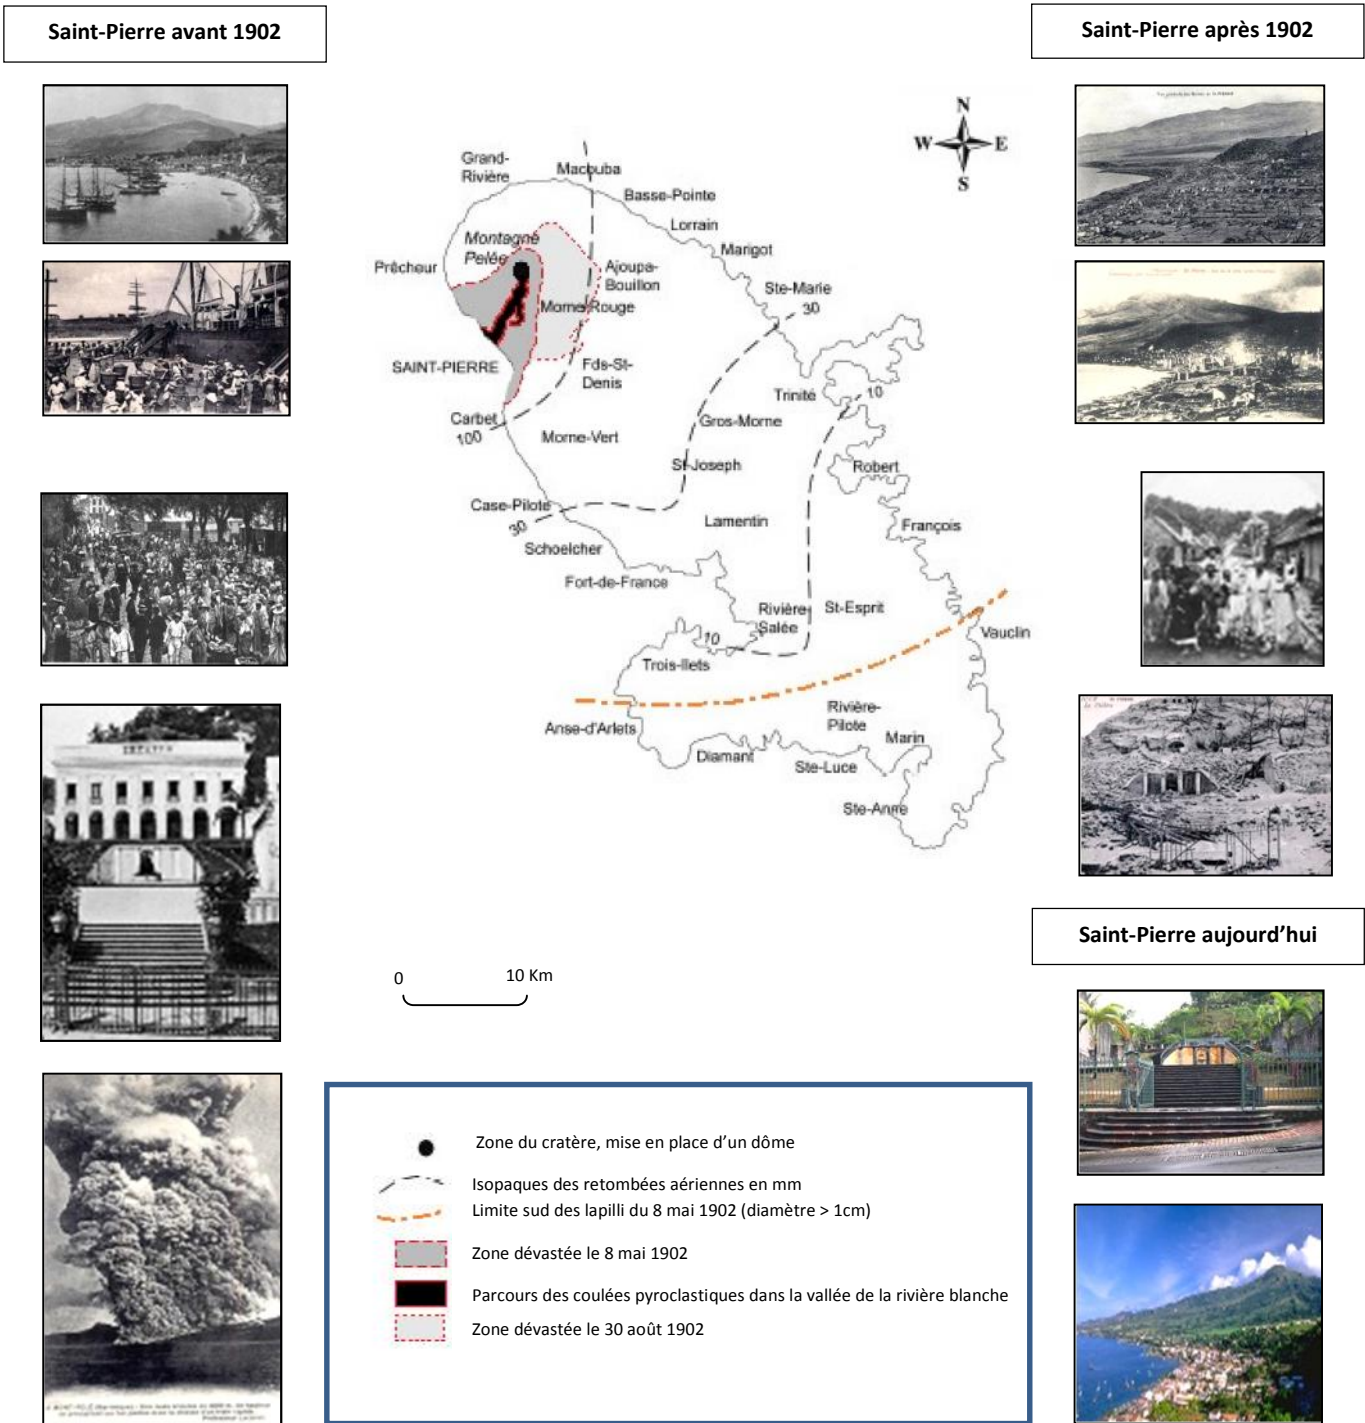 Saint-Pierre avant 1902
Saint-Pierre après 1902
N
W
E
S
Grand-
Rivière
Macouba
Basse-Pointe
Lorrain
Marigot
Montagne
Pelée
Prêcheur
Ajoupa-
Bouillon
Ste-Marie
30
Morne-Rouge
SAINT-PIERRE
Fds-St-
Denis
Trinité
10
Carbet
100
Morne-Vert
Gros-Morne
St-Joseph
Robert
Case-Pilote
30
Lamentin
François
Schoelcher
Fort-de-France
Rivière-
Salée
St-Esprit
10
Vauclin
Trois-Ilets
Anse-d'Arlets
Rivière-
Pilote
Marin
Diamant
Ste-Luce
Ste-Anne
THEATRE
Saint-Pierre aujourd'hui
0
10 Km
Zone du cratère, mise en place d'un dôme
Isopaques des retombées aériennes en mm
Limite sud des lapilli du 8 mai 1902 (diamètre > 1cm)
Zone dévastée le 8 mai 1902
Parcours des coulées pyroclastiques dans la vallée de la rivière blanche
Zone dévastée le 30 août 1902